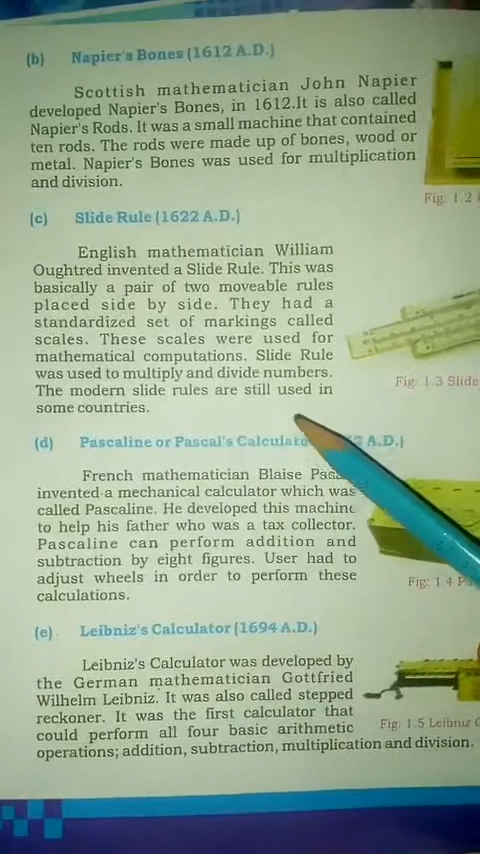 (b) Napier's Bones (1612 A.D.)
Scottish mathematician John Napier
developed Napier's Bones, in 1612.It is also called
Napier's Rods. It was a small machine that contained
ten rods. The rods were made up of bones, wood or
metal. Napier's Bones was used for multiplication
and division.
Fig: 1.2
(c) Slide Rule (1622 A.D.)
English mathematician William
Oughtred invented a Slide Rule. This was
basically a pair of two moveable rules
placed side by side. They had a
standardized set of markings called
scales. These scales were used for
mathematical computations. Slide Rule
was used to multiply and divide numbers.
The modern slide rules are still used in
some countries.
Fig: 1.3 Slide
(d) Pascaline or Pascal's A.D.)
French mathematician Blaise
invented a mechanical calculator which was
called Pascaline. He developed this machine
to help his father who was a tax collector.
Pascaline can perform addition and
subtraction by eight figures. User had to
adjust wheels in order to perform these
calculations.
Fig: 1.4
(e) Leibniz's Calculator (1694 A.D.)
Leibniz's Calculator was developed by
the German mathematician Gottfried
Wilhelm Leibniz. It was also called stepped
reckoner. It was the first calculator that
could perform all four basic arithmetic
operations; addition, subtraction, multiplication and division.
Fig: 1.5 Leibniz